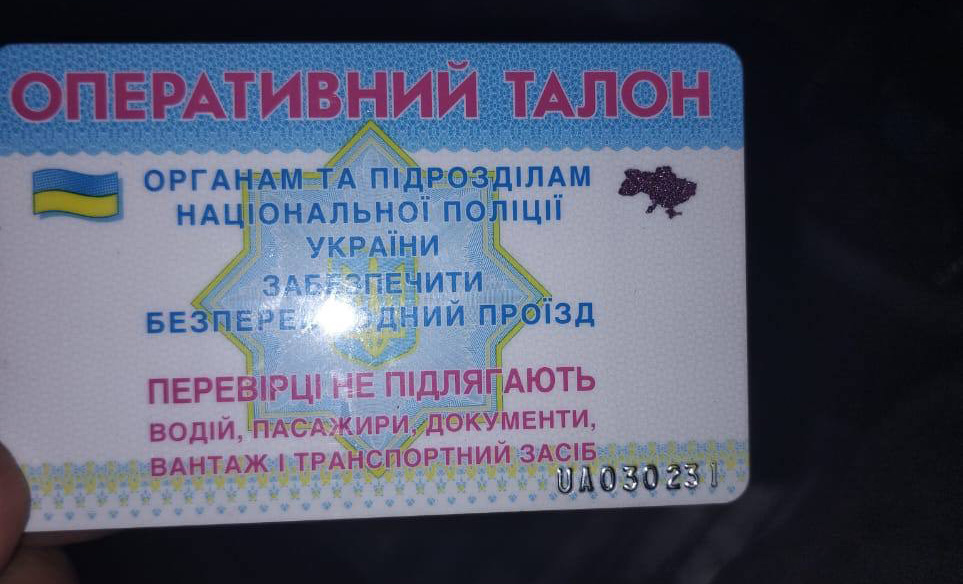 ОПЕРАТИВНИЙ ТАЛОН
ОРГАНАМ ТА ПІДРОЗДІЛАМ
НАЦІОНАЛЬНОЇ ПОЛІЦІЇ
УКРАЇНИ
ЗАБЕЗПЕЧИТИ
БЕЗПЕРЕШКОДНИЙ ПРОЇЗД
ПЕРЕВІРЦІ НЕ ПІДЛЯГАЮТЬ
ВОДІЙ, ПАСАЖИРИ, ДОКУМЕНТИ,
ВАНТАЖ І ТРАНСПОРТНИЙ ЗАСІБ
UA030231